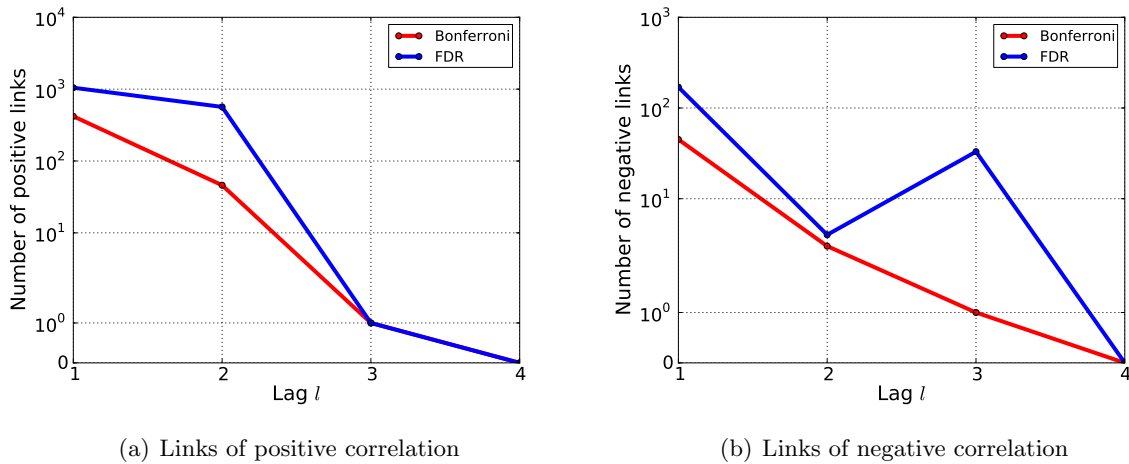 Number of positive links
10^4
10^3
10^2
10^1
10^0
0
1 2 3 4
Lag l
Bonferroni
FDR
(a) Links of positive correlation
Number of negative links
10^3
10^2
10^1
10^0
0
1 2 3 4
Lag l
Bonferroni
FDR
(b) Links of negative correlation